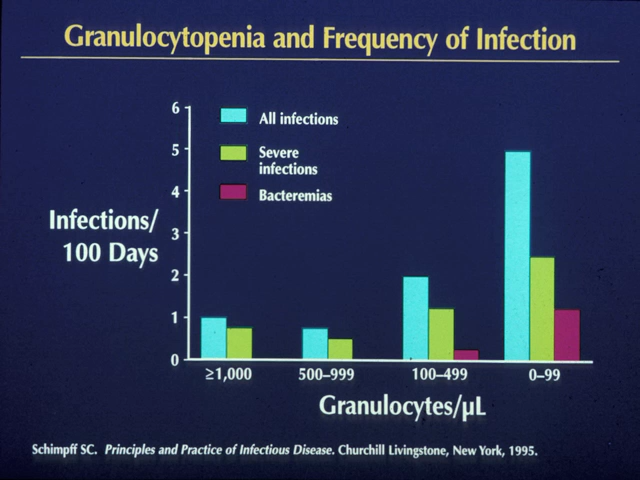 Granulocytopenia and Frequency of Infection
6
5
4
3
2
1
0
All infections
Severe
infections
Bacteremias
Infections/
100 Days
≥1,000
500–999
100–499
0–99
Granulocytes/µL
Schimpff SC. Principles and Practice of Infectious Disease. Churchill Livingstone, New York, 1995.